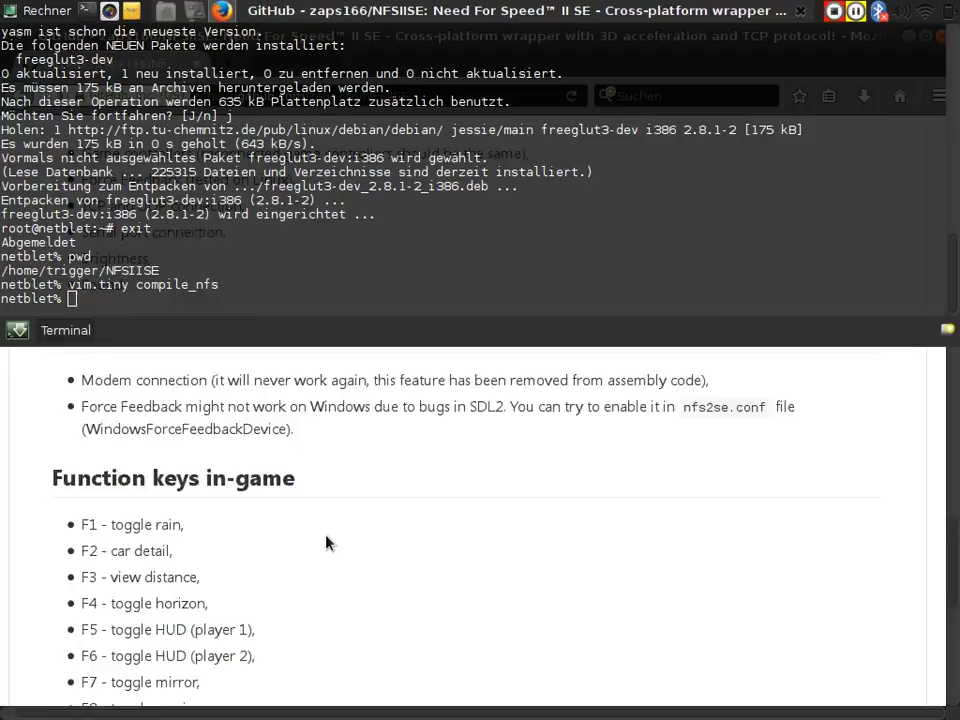 Rechner
GitHub - zaps166/NFSIISE: Need For Speed™ II SE - Cross-platform wrapper ...
yasm ist schon die neueste Version.
Die folgenden NEUEN Pakete werden installiert:
freeglut3-dev
0 aktualisiert, 1 neu installiert, 0 zu entfernen und 0 nicht aktualisiert.
Es müssen 175 kB an Archiven heruntergeladen werden.
Nach dieser Operation werden 635 kB Plattenplatz zusätzlich benutzt.
Suchen
Möchten Sie fortfahren? [J/n] j
Holen: 1 http://ftp.tu-chemnitz.de/pub/linux/debian/debian/ jessie/main freeglut3-dev i386 2.8.1-2 [175 kB]
Es wurden 175 kB in 0 s geholt (643 kB/s).
Vormals nicht ausgewähltes Paket freeglut3-dev:i386 wird gewählt.
(Lese Datenbank ... 225315 Dateien und Verzeichnisse sind derzeit installiert.)
Vorbereitung zum Entpacken von .../freeglut3-dev_2.8.1-2_i386.deb ...
Entpacken von freeglut3-dev:i386 (2.8.1-2) ...
freeglut3-dev:i386 (2.8.1-2) wird eingerichtet ...
root@netblet:~# exit
Serial port connection,
Abgemeldet
netblet% pwd
Brightness,
/home/trigger/NFSIISE
netblet% vim.tiny compile_nfs
netblet%
Terminal
• Modem connection (it will never work again, this feature has been removed from assembly code),
• Force Feedback might not work on Windows due to bugs in SDL2. You can try to enable it in nfs2se.conf file
(WindowsForceFeedbackDevice).
Function keys in-game
• F1 - toggle rain,
• F2 - car detail,
• F3 - view distance,
• F4 - toggle horizon,
• F5 - toggle HUD (player 1),
• F6 - toggle HUD (player 2),
• F7 - toggle mirror,